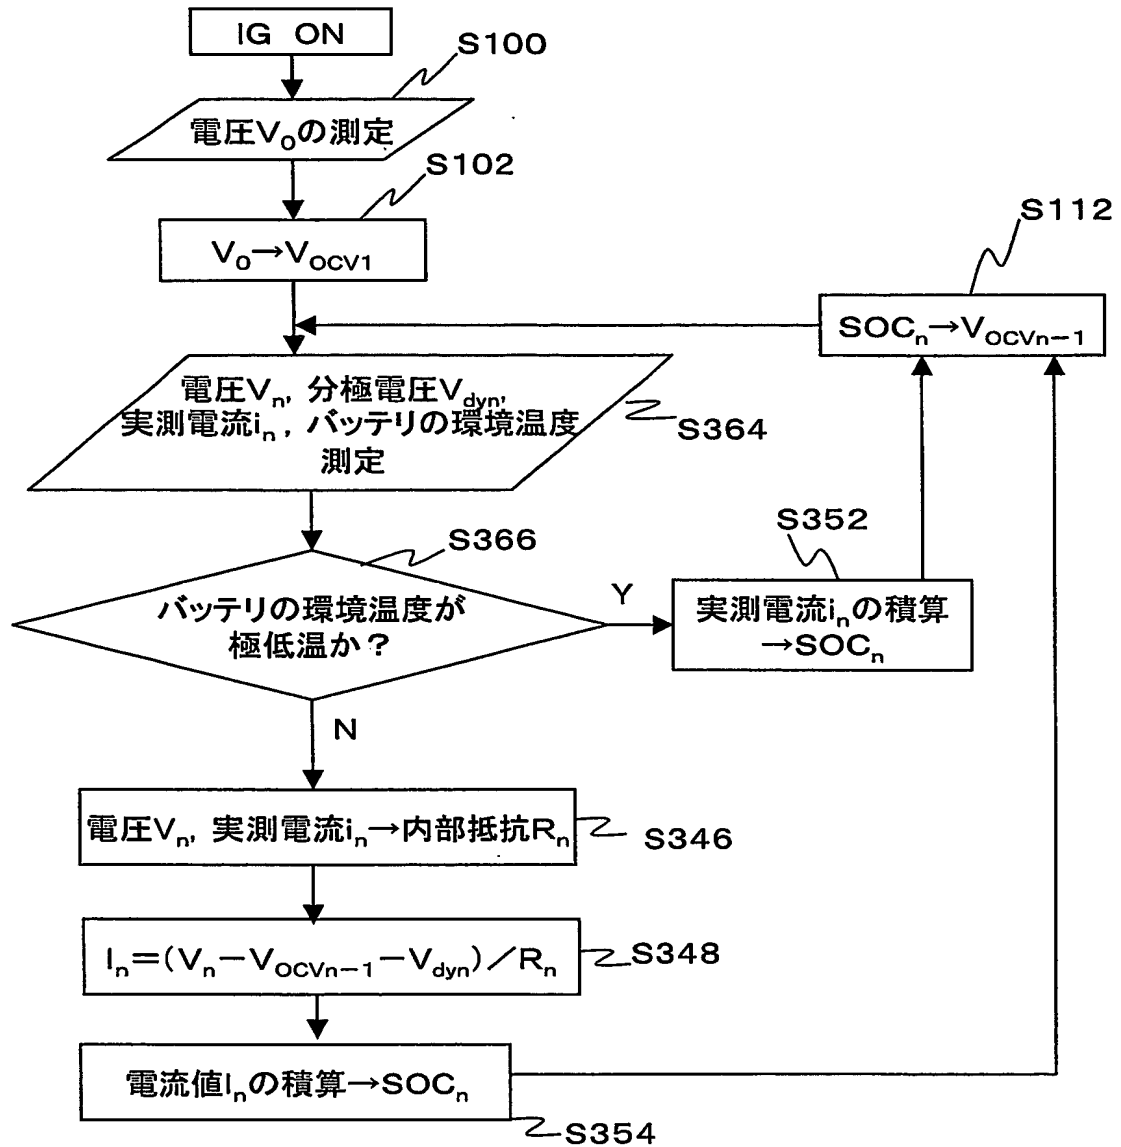 IG ON
S100
電圧V₀の測定
S102
V₀→V_OCV1
S112
SOCₙ→V_OCVn−1
電圧Vₙ, 分極電圧V_dyn,
実測電流iₙ, バッテリの環境温度
測定
S364
S366
バッテリの環境温度が
極低温か?
Y
S352
実測電流iₙの積算
→SOCₙ
N
電圧Vₙ, 実測電流iₙ→内部抵抗Rₙ
S346
Iₙ=(Vₙ−V_OCVn−1−V_dyn)/Rₙ
S348
電流値Iₙの積算→SOCₙ
S354